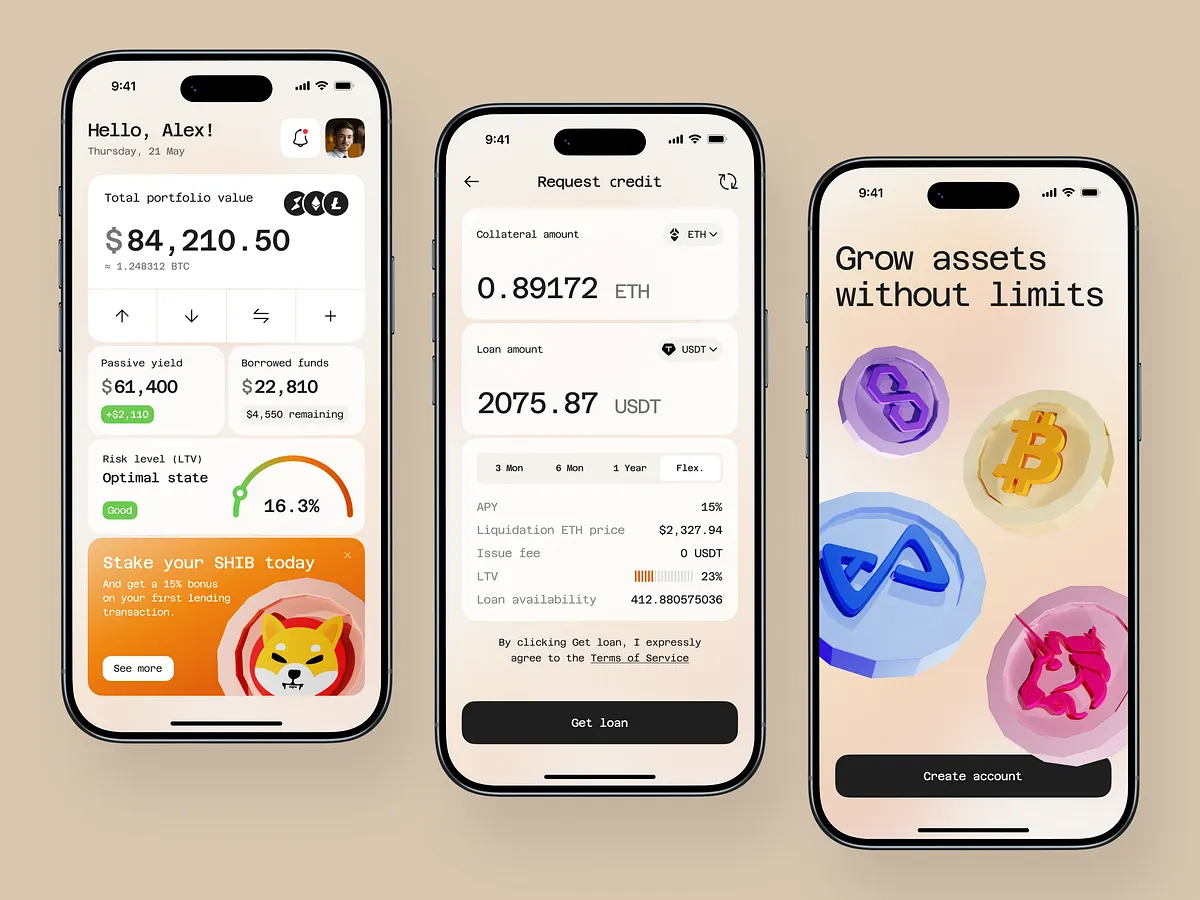 9:41
Hello, Alex!
Thursday, 21 May
Total portfolio value
$84,210.50
≈ 1.248312 BTC
Passive yield
$61,400
+$2,110
Borrowed funds
$22,810
$4,550 remaining
Risk level (LTV)
Optimal state
Good
16.3%
Stake your SHIB today
And get a 15% bonus
on your first lending
transaction.
See more
9:41
Request credit
Collateral amount
ETH
0.89172 ETH
Loan amount
USDT
2075.87 USDT
3 Mon 6 Mon 1 Year Flex.
APY 15%
Liquidation ETH price $2,327.94
Issue fee 0 USDT
LTV 23%
Loan availability 412.880575036
By clicking Get loan, I expressly
agree to the Terms of Service
Get loan
9:41
Grow assets
without limits
Create account